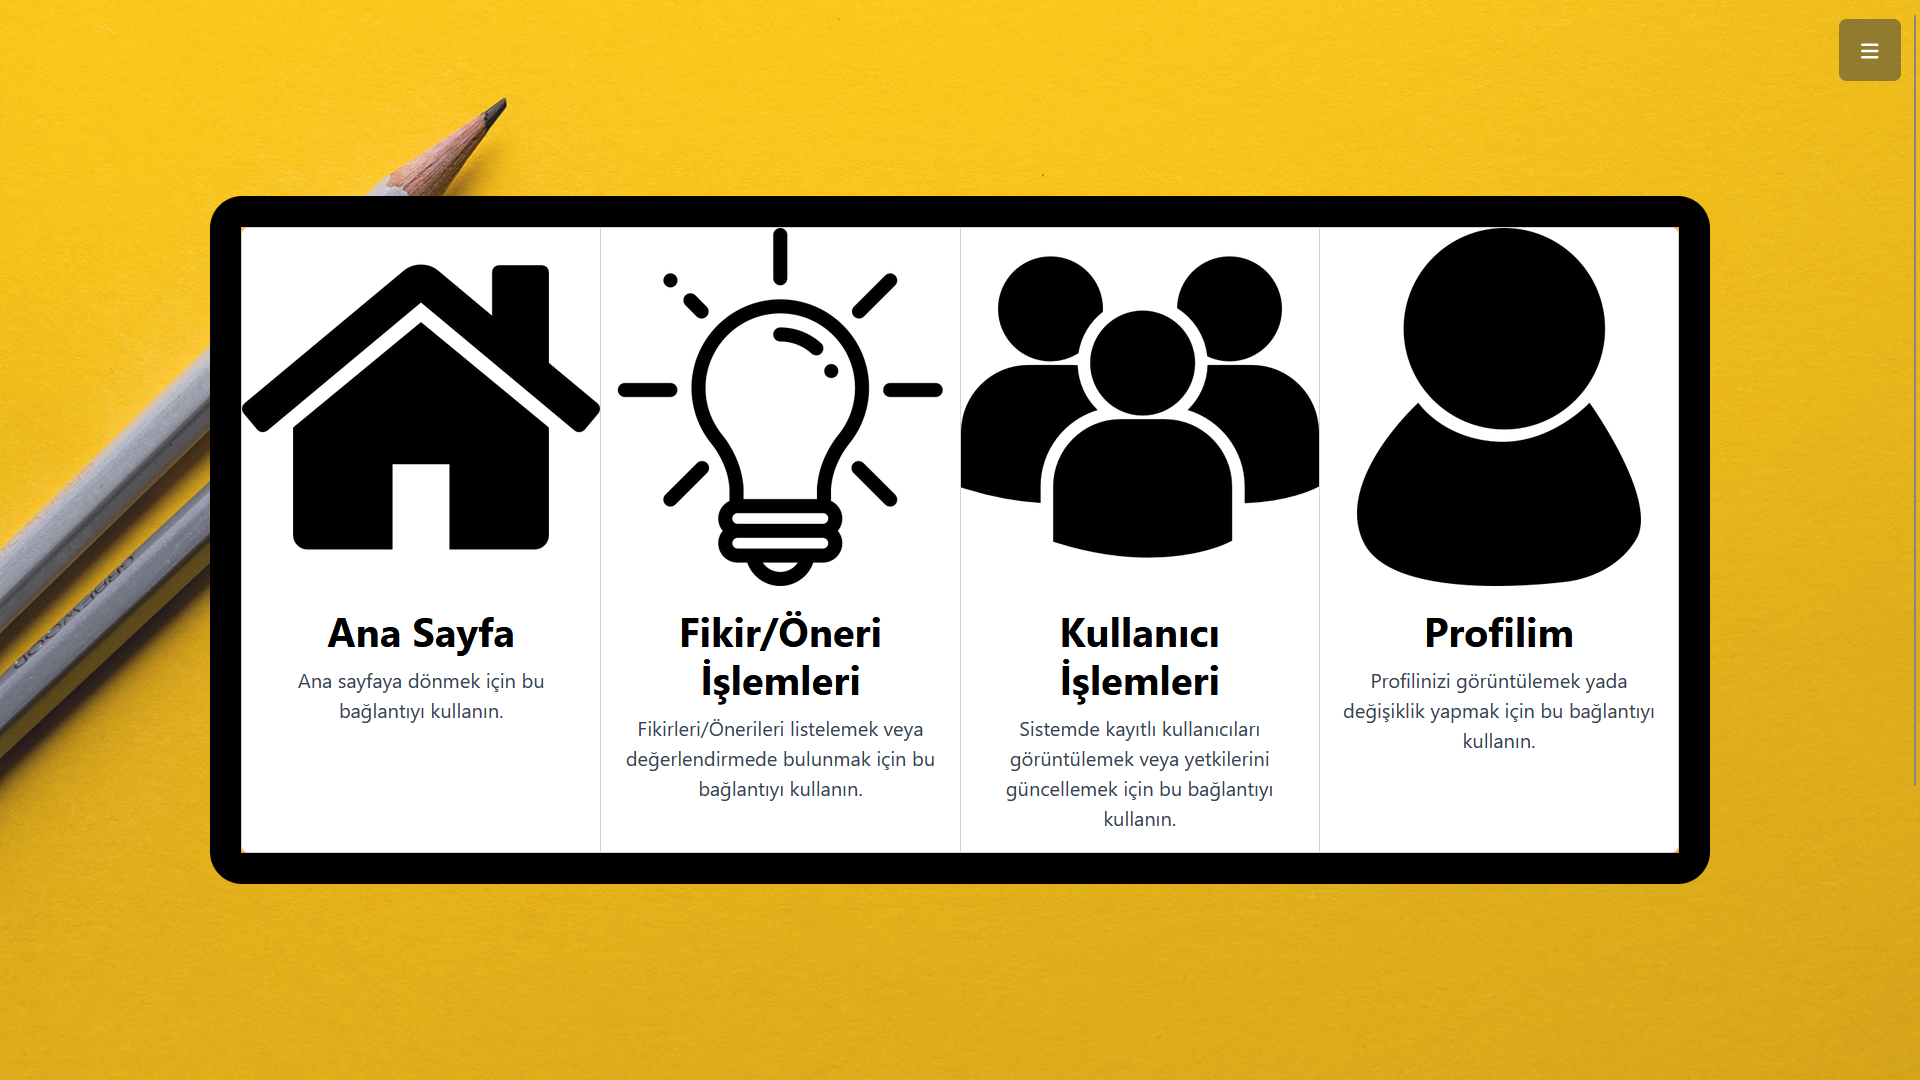 Ana Sayfa
Ana sayfaya dönmek için bu
bağlantıyı kullanın.
Fikir/Öneri
İşlemleri
Fikirleri/Önerileri listelemek veya
değerlendirmede bulunmak için bu
bağlantıyı kullanın.
Kullanıcı
İşlemleri
Sistemde kayıtlı kullanıcıları
görüntülemek veya yetkilerini
güncellemek için bu bağlantıyı
kullanın.
Profilim
Profilinizi görüntülemek yada
değişiklik yapmak için bu bağlantıyı
kullanın.